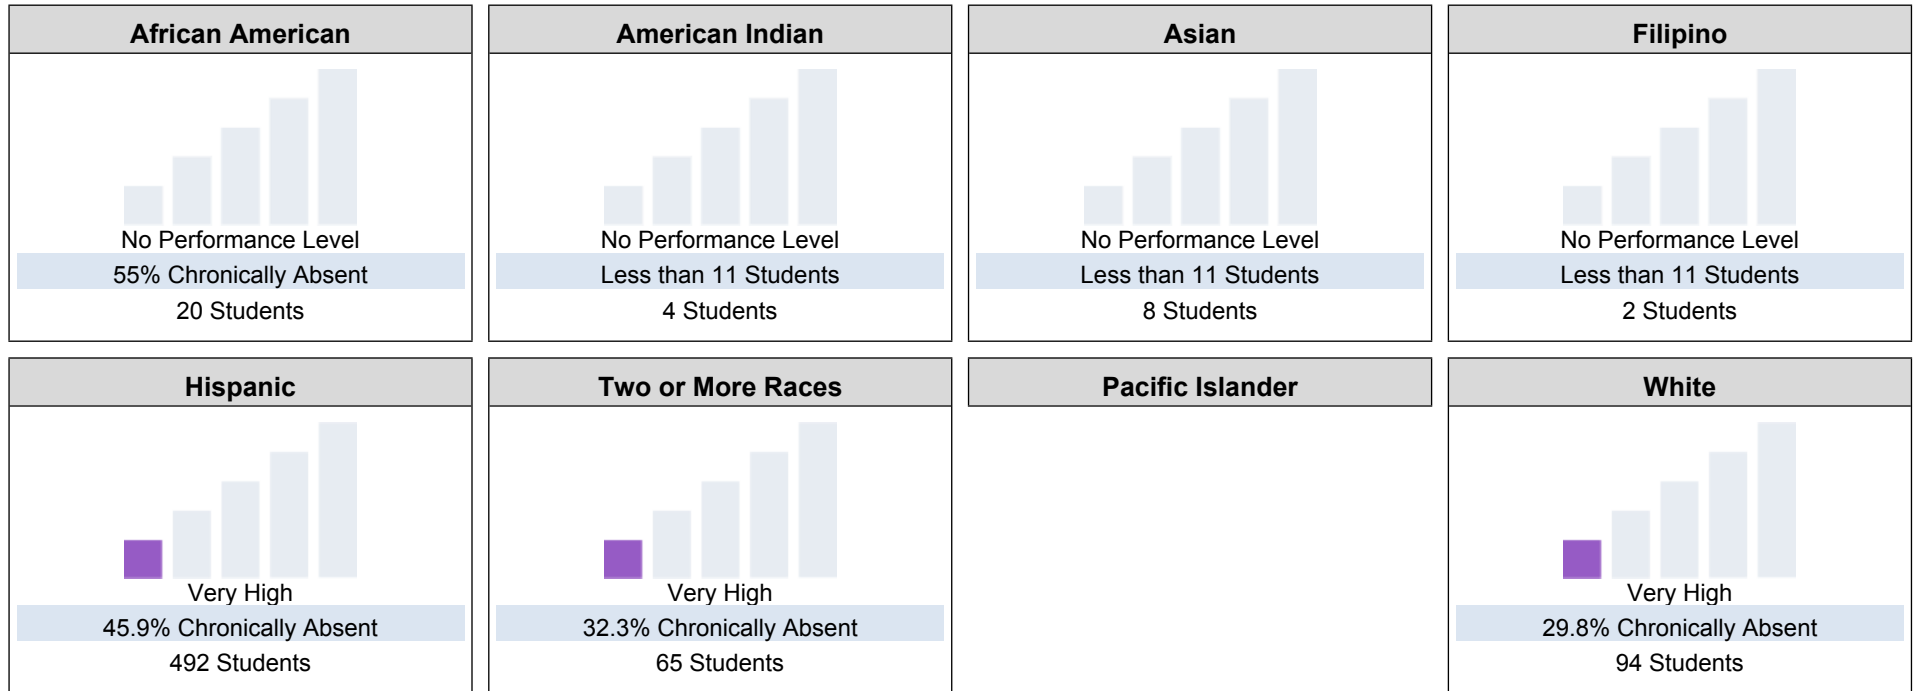 African American
No Performance Level
55% Chronically Absent
20 Students
American Indian
No Performance Level
Less than 11 Students
4 Students
Asian
No Performance Level
Less than 11 Students
8 Students
Filipino
No Performance Level
Less than 11 Students
2 Students
Hispanic
Very High
45.9% Chronically Absent
492 Students
Two or More Races
Very High
32.3% Chronically Absent
65 Students
Pacific Islander
White
Very High
29.8% Chronically Absent
94 Students